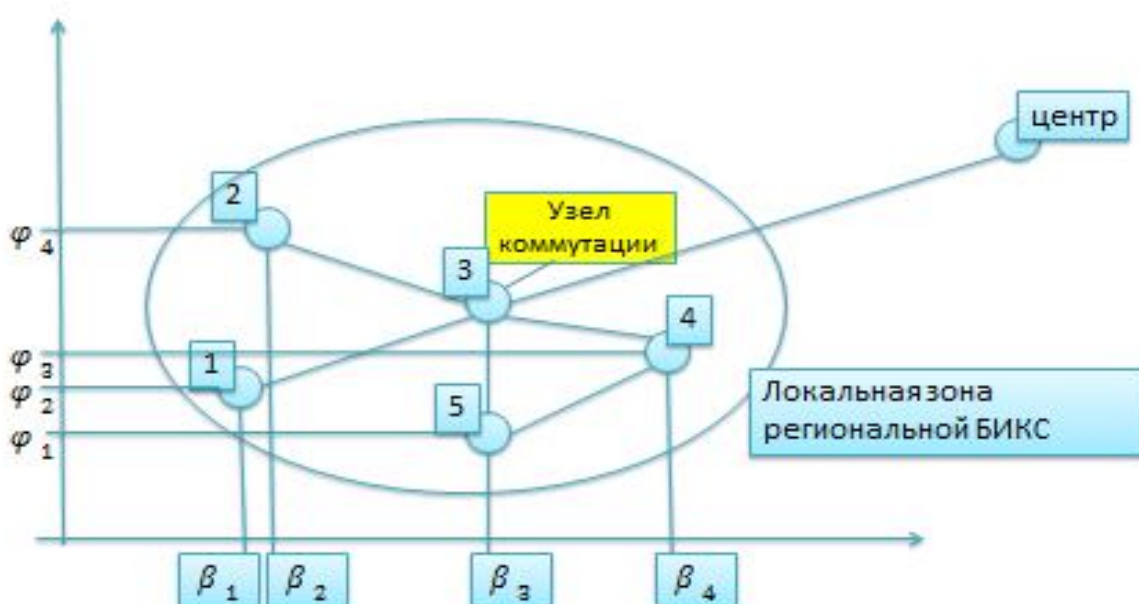 центр
2
Узел
коммутации
φ 4
3
4
φ 3
1
φ 2
5
Локальная зона
региональной БИКС
φ 1
β 1
β 2
β 3
β 4